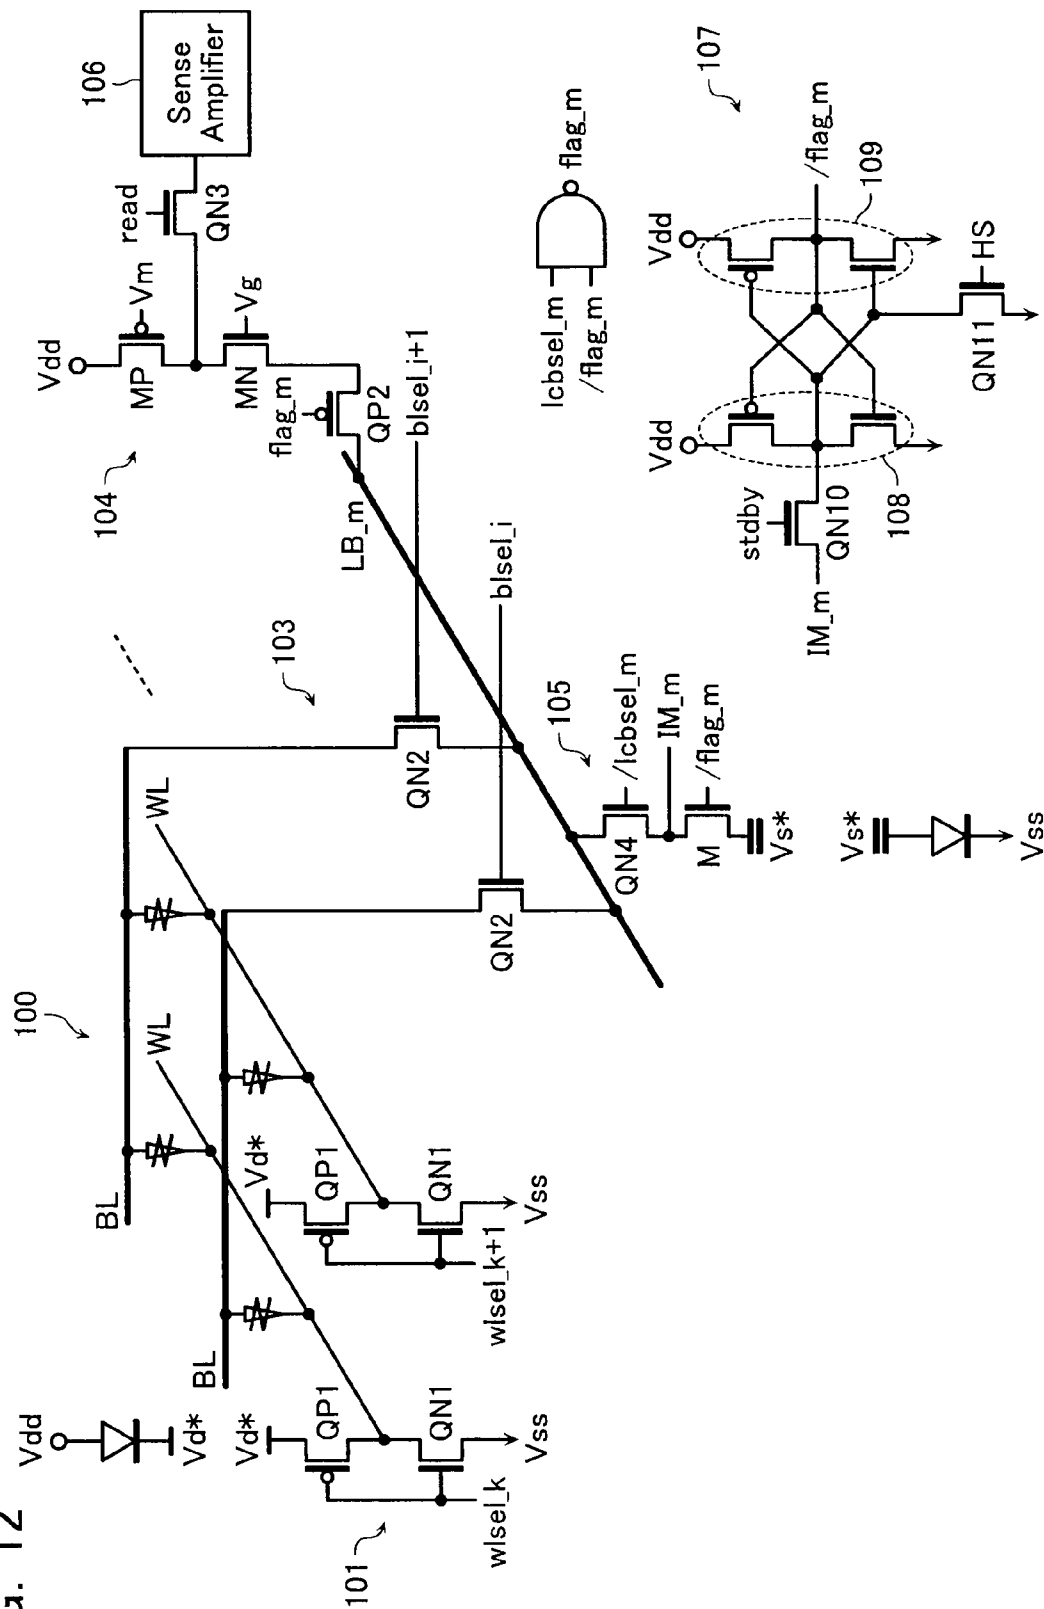 106
Sense
Amplifier
read
QN3
Vdd
Vm
MP
Vg
MN
104
flag_m
QP2
blsel_i+1
LB_m
blsel_i
103
QN2
QN2
105
/lcbsel_m
QN4
IM_m
/flag_m
M
Vs*
Vs*
Vss
lcbsel_m
/flag_m
flag_m
107
/flag_m
109
Vdd
Vdd
HS
QN11
stdby
QN10
108
IM_m
100
WL
WL
BL
BL
Vdd
Vd*
Vd*
QP1
QN1
Vss
wlsel_k+1
Vd*
QP1
QN1
Vss
wlsel_k
101
12